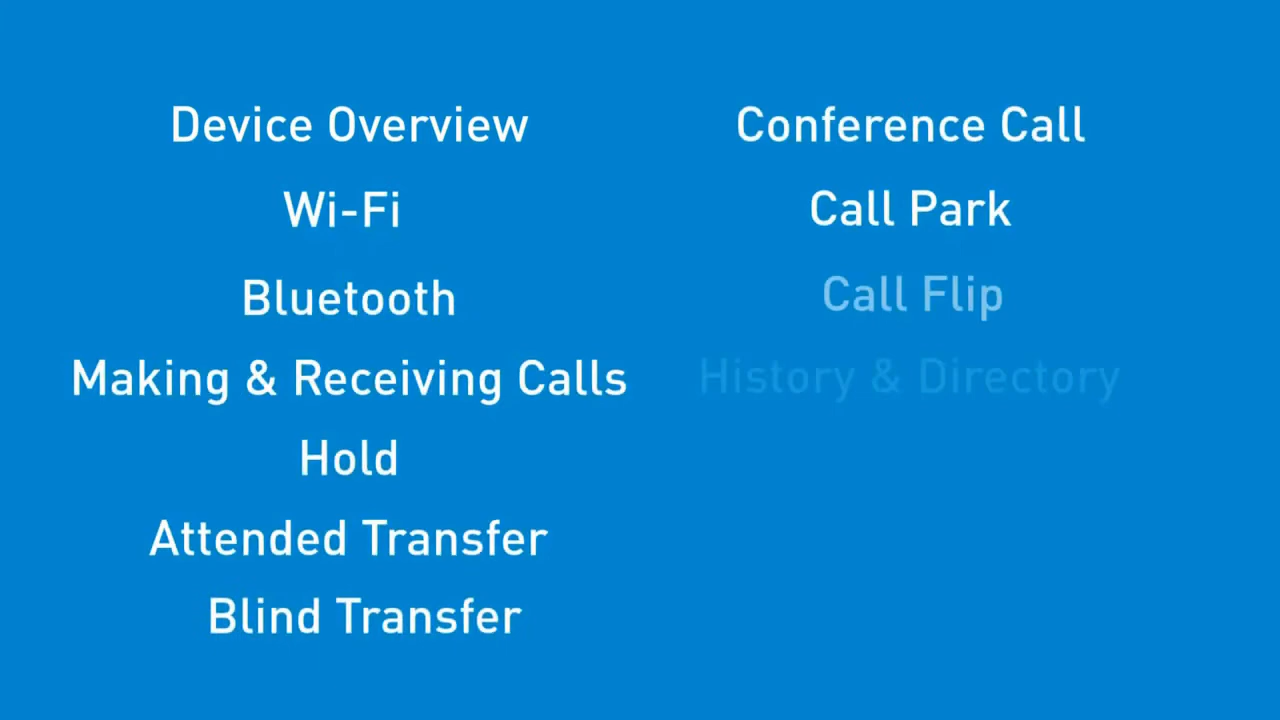 Device Overview
Wi-Fi
Bluetooth
Making & Receiving Calls
Hold
Attended Transfer
Blind Transfer
Conference Call
Call Park
Call Flip
History & Directory